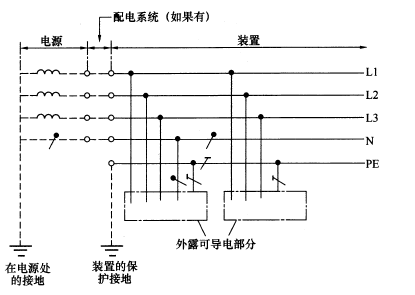 配电系统（如果有）
电源
装置
L1
L2
L3
N
PE
外露可导电部分
在电源处
的接地
装置的保
护接地